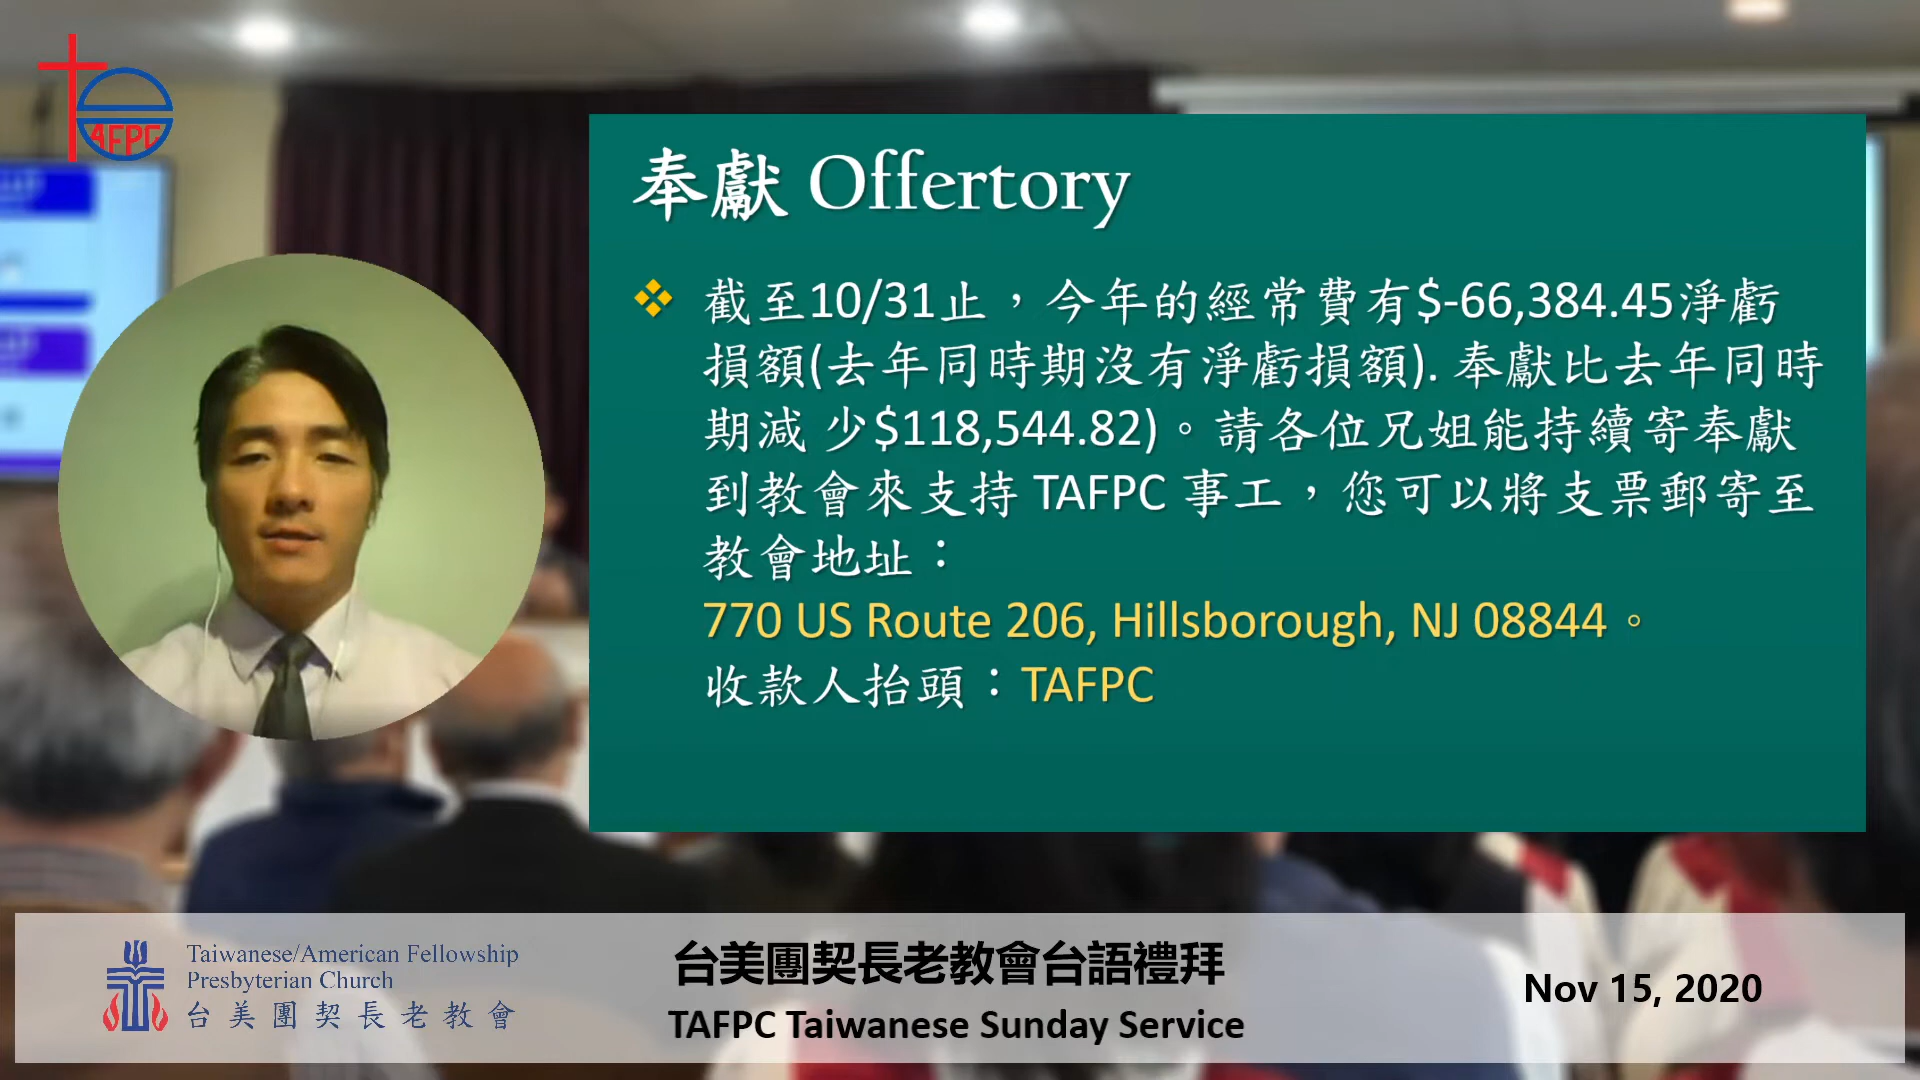 AFPC
奉獻 Offertory
截至10/31止，今年的經常費有$-66,384.45淨虧
損額(去年同時期沒有淨虧損額). 奉獻比去年同時
期減 少$118,544.82)。請各位兄姐能持續寄奉獻
到教會來支持 TAFPC 事工，您可以將支票郵寄至
教會地址：
770 US Route 206, Hillsborough, NJ 08844。
收款人抬頭：TAFPC
Taiwanese/American Fellowship
Presbyterian Church
台美團契長老教會
台美團契長老教會台語禮拜
TAFPC Taiwanese Sunday Service
Nov 15, 2020